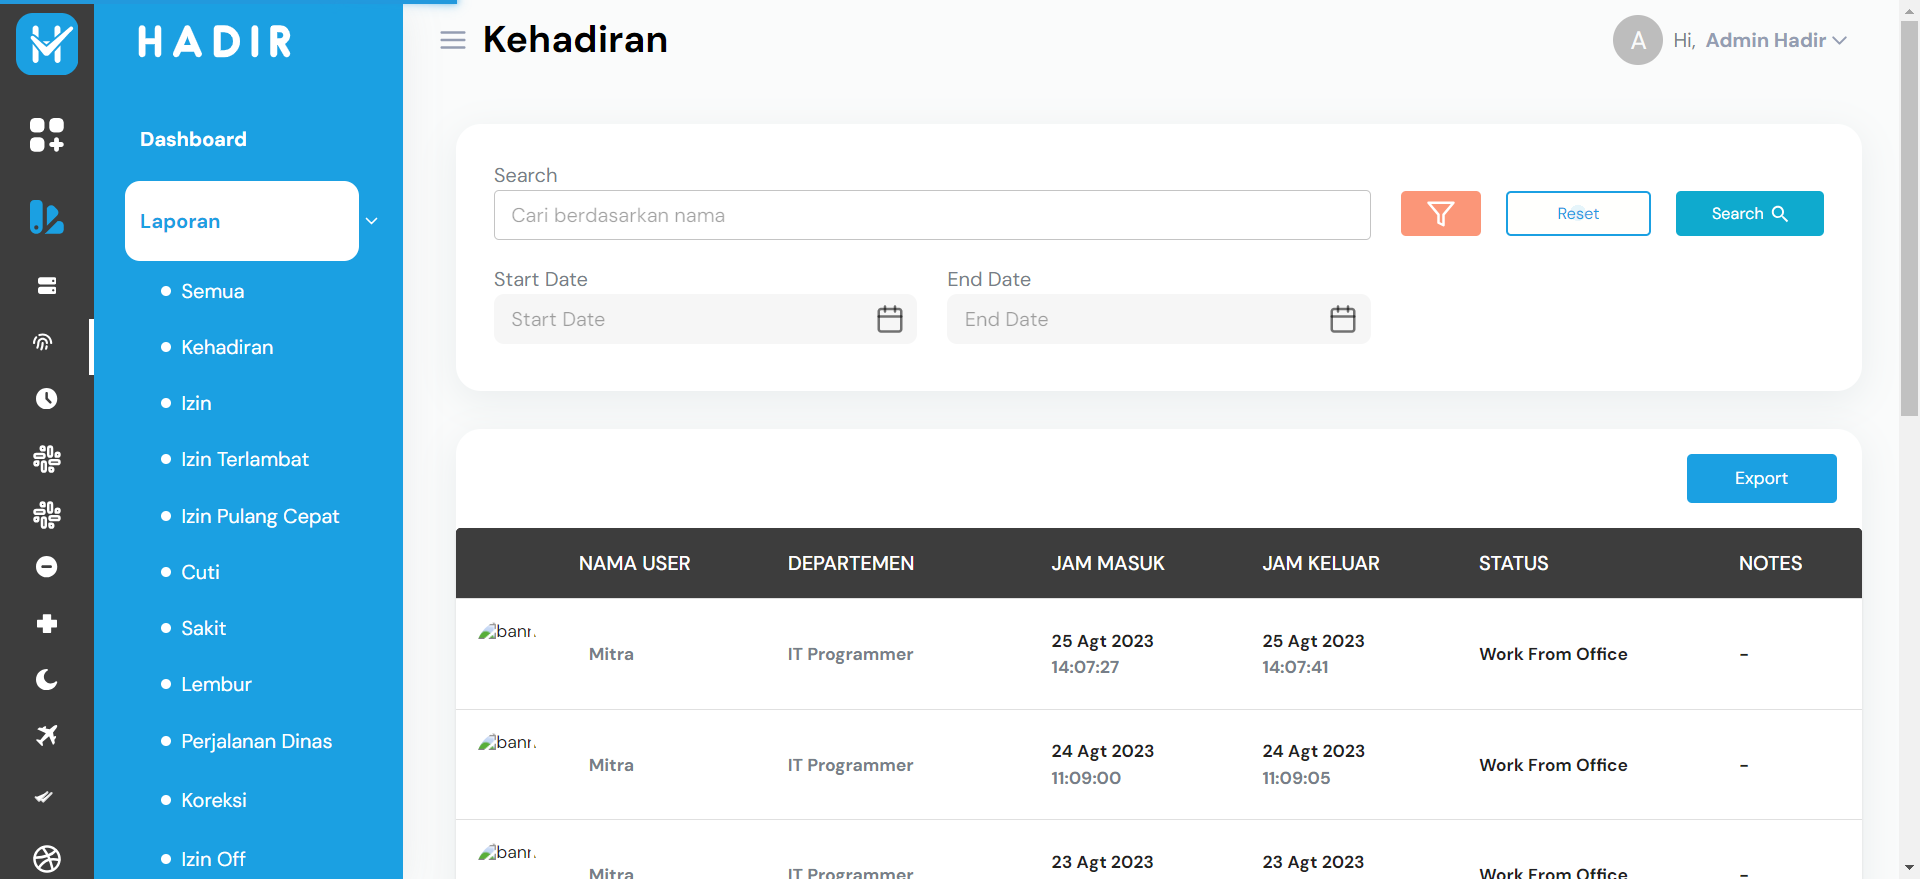 HADIR
Dashboard
Laporan
Semua
Kehadiran
Izin
Izin Terlambat
Izin Pulang Cepat
Cuti
Sakit
Lembur
Perjalanan Dinas
Koreksi
Izin Off
Kehadiran
A Hi, Admin Hadir
Search
Cari berdasarkan nama
Reset
Search
Start Date
End Date
Start Date
End Date
Export
NAMA USER DEPARTEMEN JAM MASUK JAM KELUAR STATUS NOTES
Mitra IT Programmer 25 Agt 2023 14:07:27 25 Agt 2023 14:07:41 Work From Office -
Mitra IT Programmer 24 Agt 2023 11:09:00 24 Agt 2023 11:09:05 Work From Office -
Mitra IT Programmer 23 Agt 2023 23 Agt 2023 Work From Office -